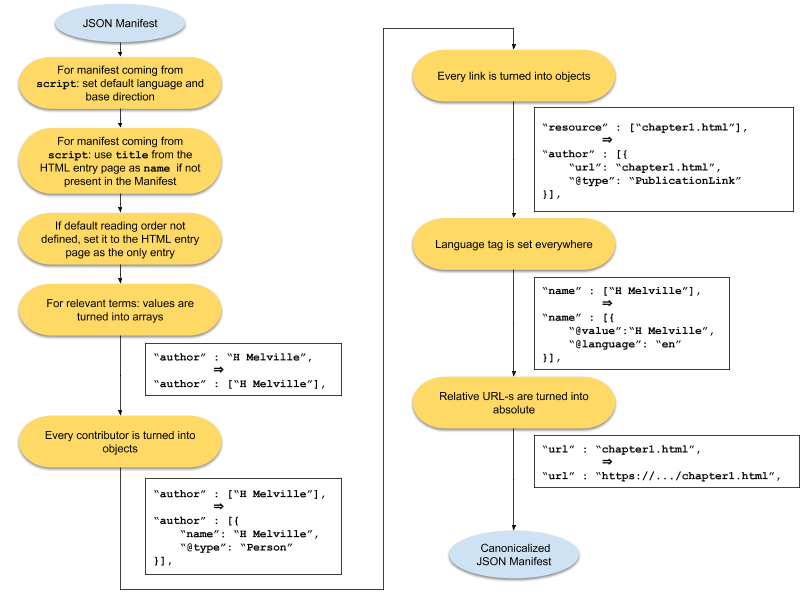 JSON Manifest
For manifest coming from
script: set default language and
base direction
For manifest coming from
script: use title from the
HTML entry page as name if not
present in the Manifest
If default reading order not
defined, set it to the HTML entry
page as the only entry
For relevant terms: values are
turned into arrays
“author” : “H Melville”,
⇒
“author” : [“H Melville”],
Every contributor is turned into
objects
“author” : [“H Melville”],
⇒
“author” : [{
“name”: “H Melville”,
“@type”: “Person”
}],
Every link is turned into objects
“resource” : [“chapter1.html”],
⇒
“author” : [{
“url”: “chapter1.html”,
“@type”: “PublicationLink”
}],
Language tag is set everywhere
“name” : [“H Melville”],
⇒
“name” : [{
“@value”:“H Melville”,
“@language”: “en”
}],
Relative URL-s are turned into
absolute
“url” : “chapter1.html”,
⇒
“url” : “https://.../chapter1.html”,
Canonicalized
JSON Manifest